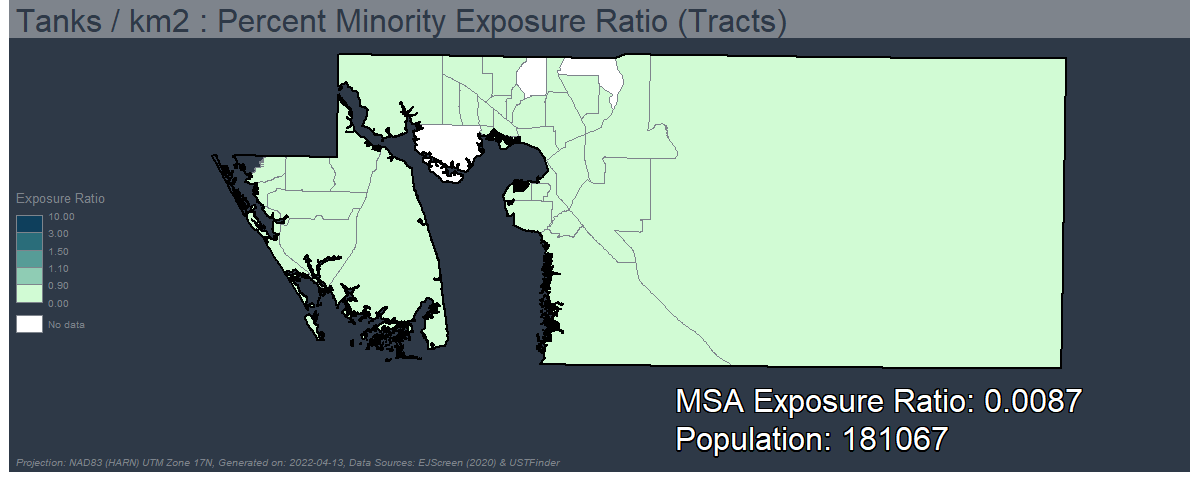 Tanks / km2 : Percent Minority Exposure Ratio (Tracts)
Exposure Ratio
10.00
3.00
1.50
1.10
0.90
0.00
No data
MSA Exposure Ratio: 0.0087
Population: 181067
Projection: NAD83 (HARN) UTM Zone 17N, Generated on: 2022-04-13, Data Sources: EJScreen (2020) & USTFinder